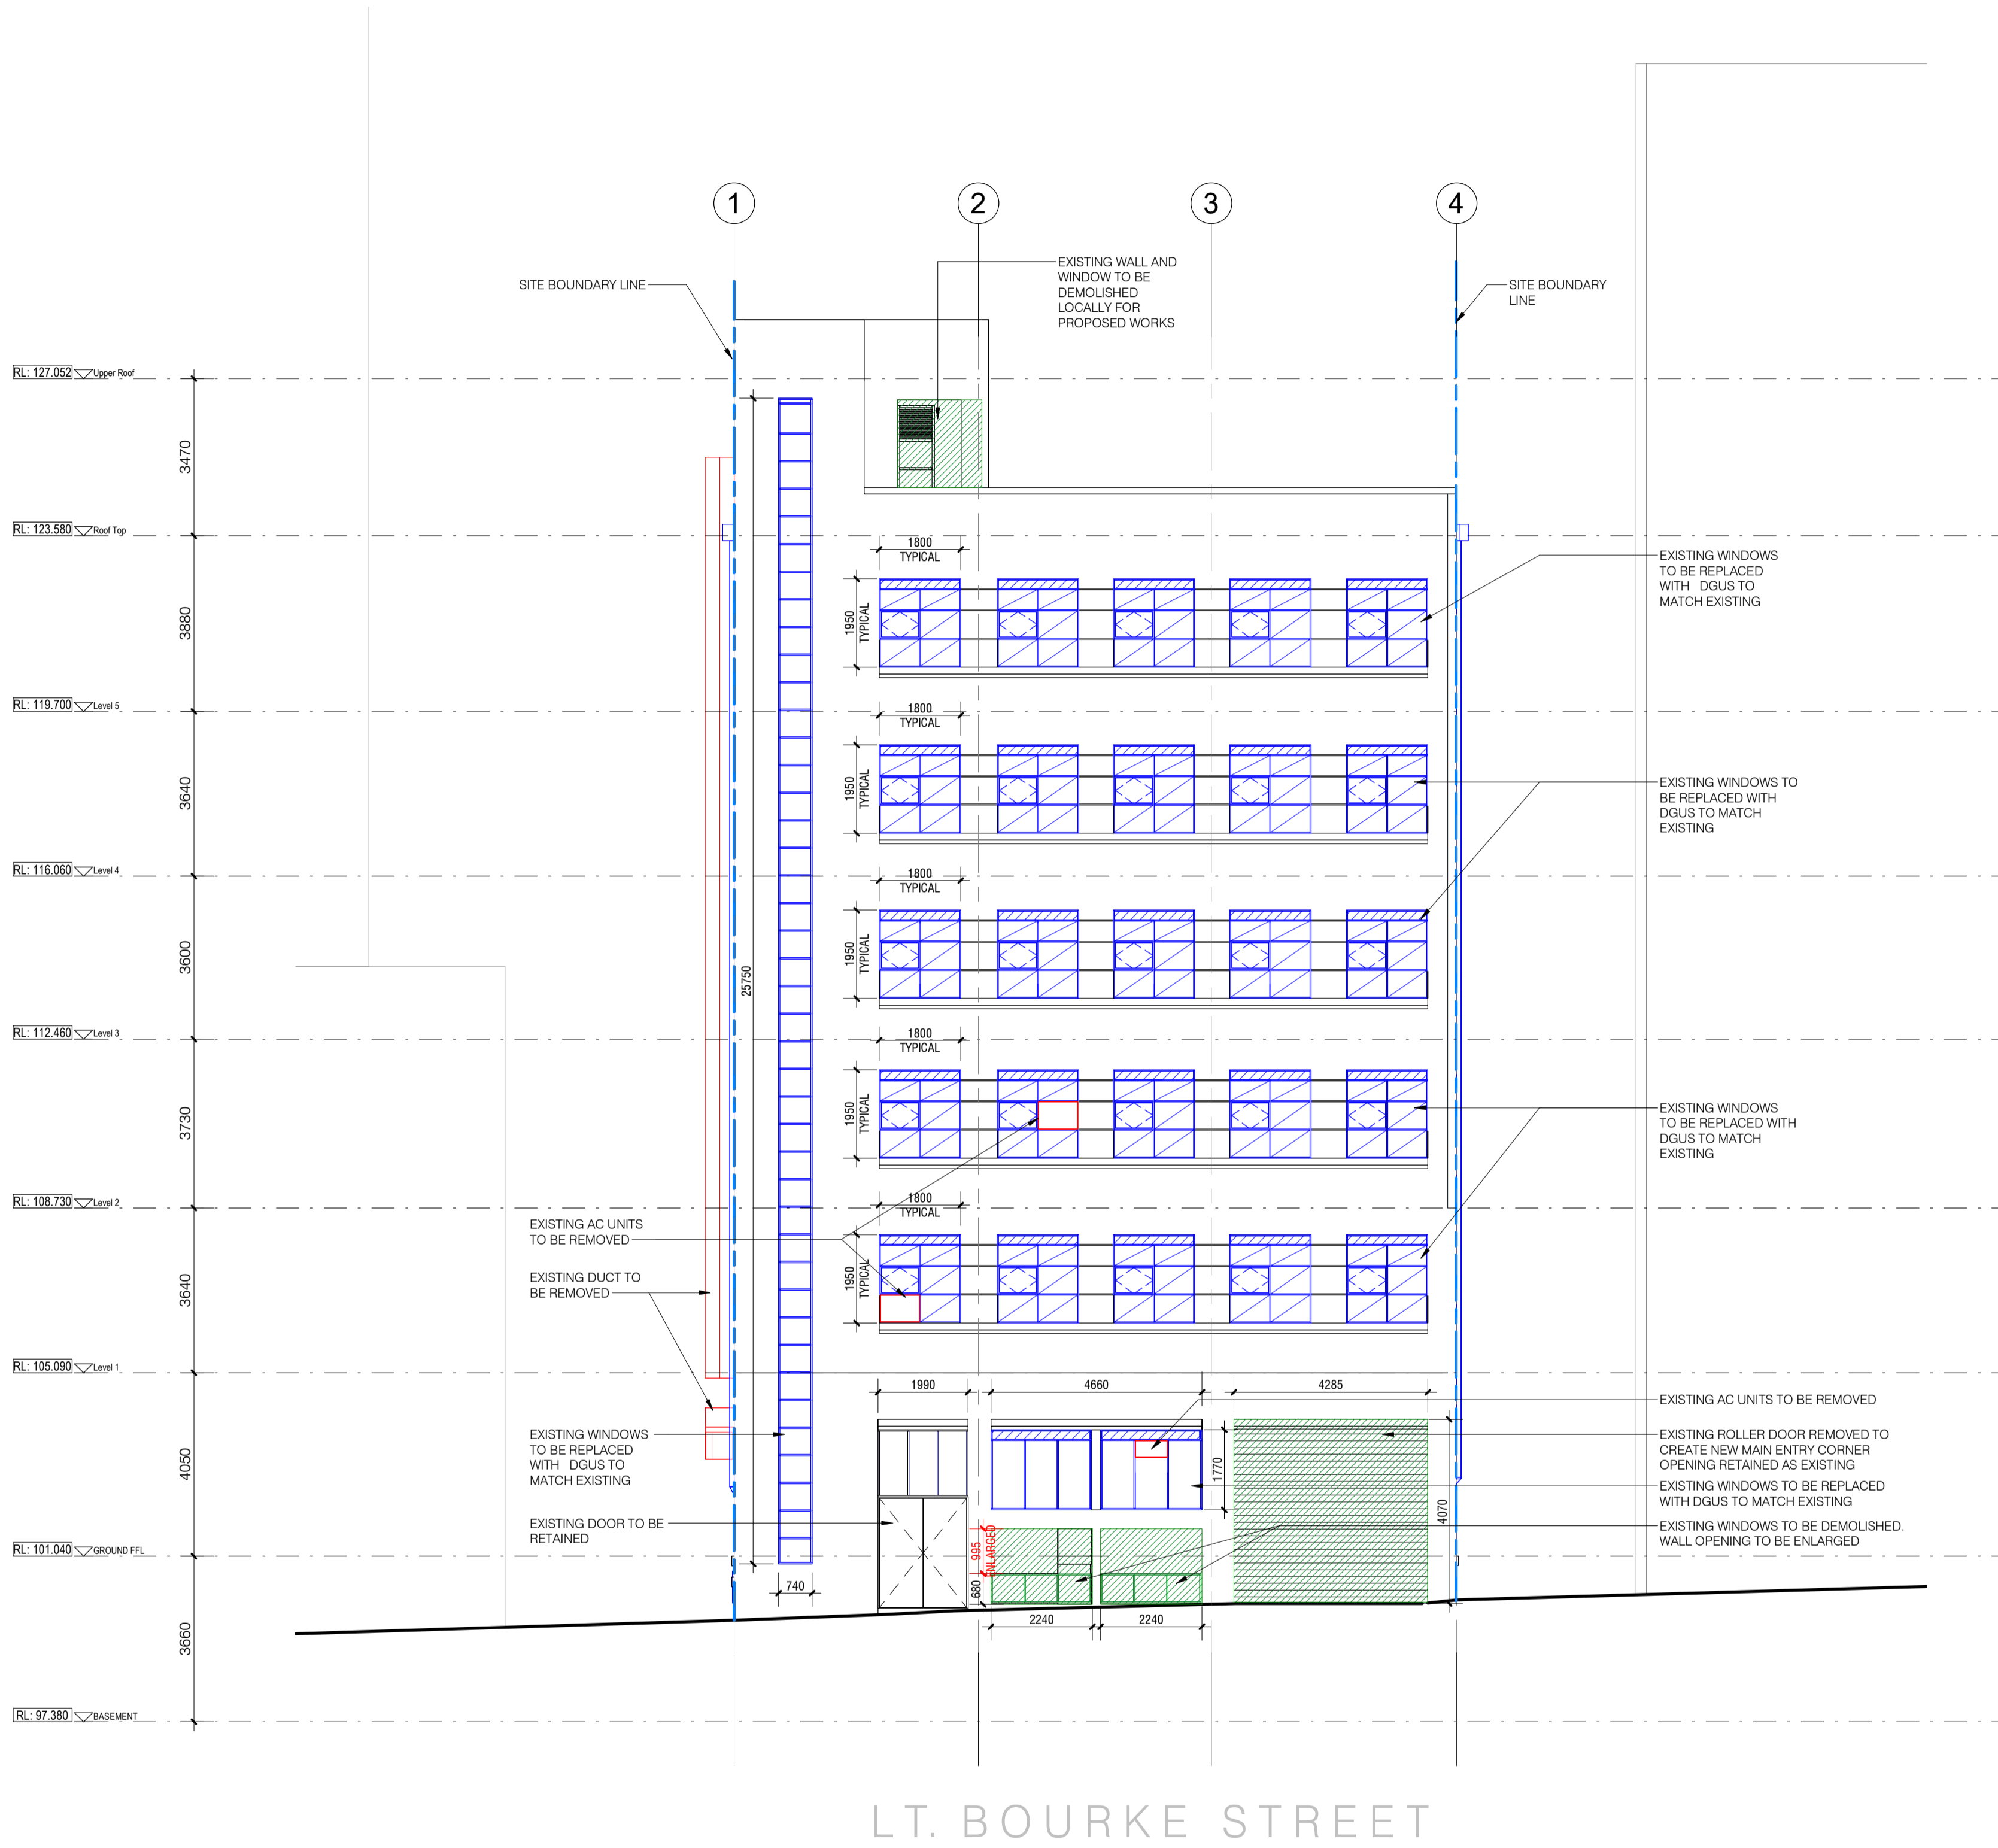 1 2 3 4
EXISTING WALL AND
WINDOW TO BE
DEMOLISHED
LOCALLY FOR
PROPOSED WORKS
SITE BOUNDARY LINE
SITE BOUNDARY
LINE
RL: 127.052 Upper Roof
3470
RL: 123.580 Roof Top
1800
TYPICAL
1950
TYPICAL
EXISTING WINDOWS
TO BE REPLACED
WITH DGUS TO
MATCH EXISTING
3880
RL: 119.700 Level 5
1800
TYPICAL
1950
TYPICAL
EXISTING WINDOWS TO
BE REPLACED WITH
DGUS TO MATCH
EXISTING
3640
RL: 116.060 Level 4
1800
TYPICAL
1950
TYPICAL
3600
25750
RL: 112.460 Level 3
1800
TYPICAL
1950
TYPICAL
EXISTING WINDOWS
TO BE REPLACED WITH
DGUS TO MATCH
EXISTING
3730
RL: 108.730 Level 2
1800
TYPICAL
1950
TYPICAL
EXISTING AC UNITS
TO BE REMOVED
EXISTING DUCT TO
BE REMOVED
3640
RL: 105.090 Level 1
1990
4660
4285
EXISTING AC UNITS TO BE REMOVED
EXISTING WINDOWS
TO BE REPLACED
WITH DGUS TO
MATCH EXISTING
EXISTING ROLLER DOOR REMOVED TO
CREATE NEW MAIN ENTRY CORNER
OPENING RETAINED AS EXISTING
4050
1770
4070
EXISTING WINDOWS TO BE REPLACED
WITH DGUS TO MATCH EXISTING
EXISTING DOOR TO BE
RETAINED
EXISTING WINDOWS TO BE DEMOLISHED.
WALL OPENING TO BE ENLARGED
995
ENLARGED
RL: 101.040 GROUND FFL
740
680
2240
2240
3660
RL: 97.380 BASEMENT
LT. BOURKE STREET